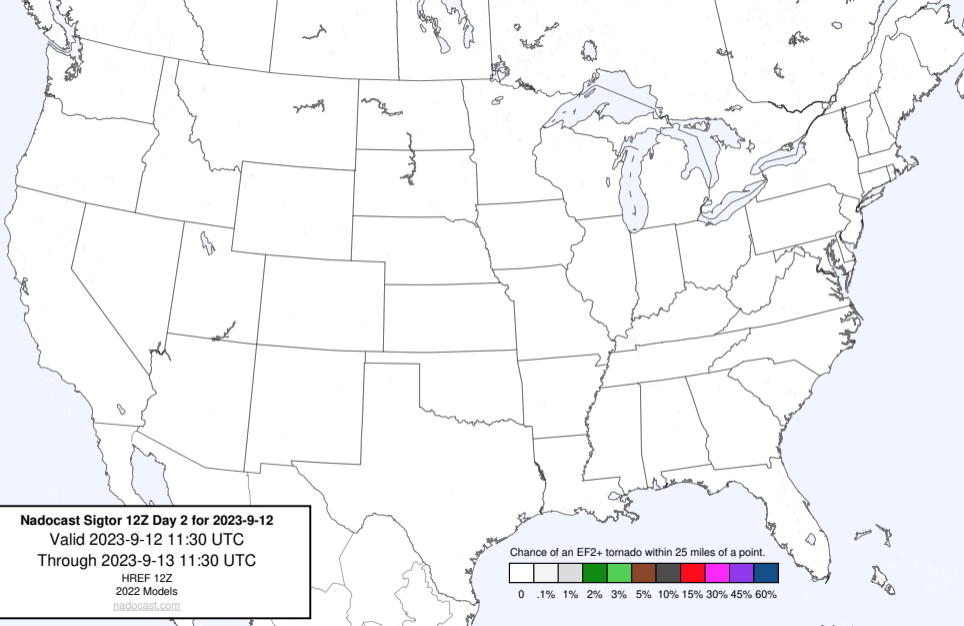 Nadocast Sigtor 12Z Day 2 for 2023-9-12
Valid 2023-9-12 11:30 UTC
Through 2023-9-13 11:30 UTC
HREF 12Z
2022 Models
nadocast.com
Chance of an EF2+ tornado within 25 miles of a point.
0 .1% 1% 2% 3% 5% 10% 15% 30% 45% 60%